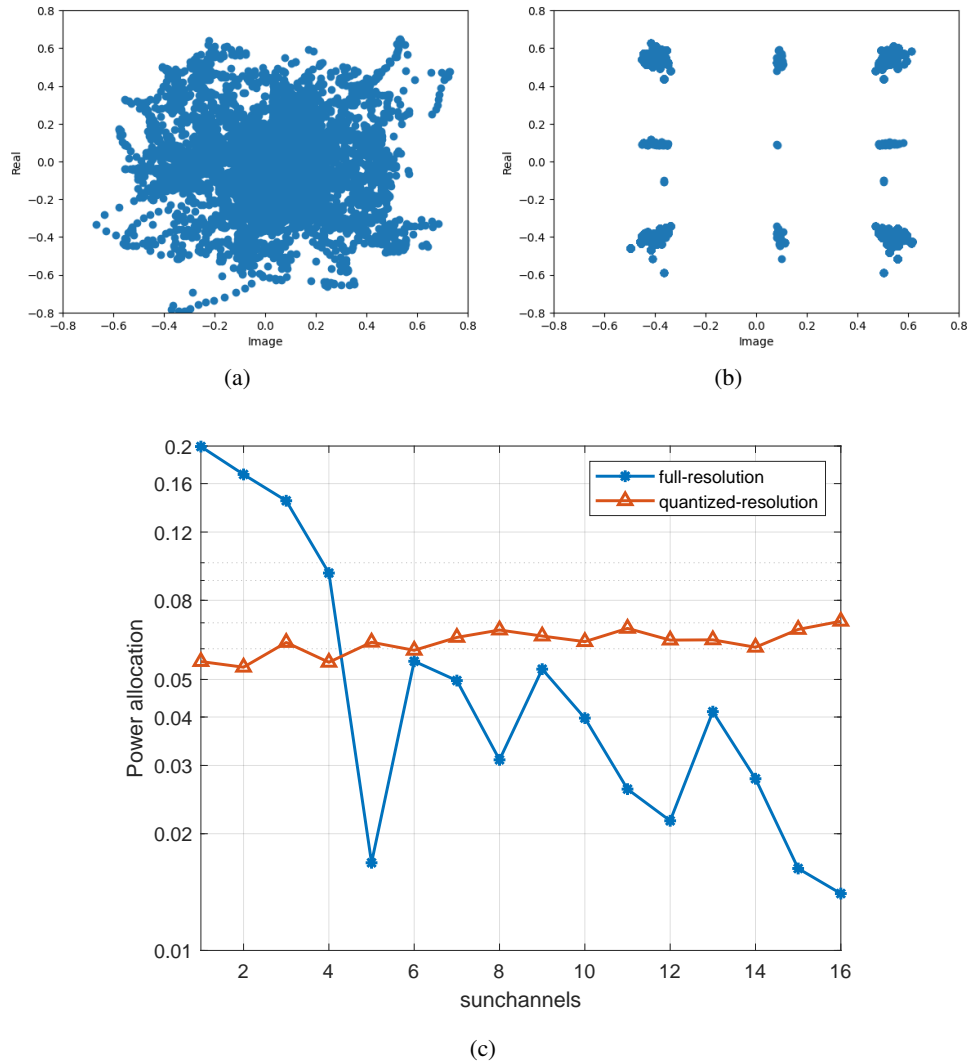 0.8
0.6
0.4
0.2
0.0
−0.2
−0.4
−0.6
−0.8
Real
−0.8 −0.6 −0.4 −0.2 0.0 0.2 0.4 0.6 0.8
Image
(a)
0.8
0.6
0.4
0.2
0.0
−0.2
−0.4
−0.6
−0.8
Real
−0.8 −0.6 −0.4 −0.2 0.0 0.2 0.4 0.6 0.8
Image
(b)
full-resolution
quantized-resolution
0.2
0.16
0.12
0.08
0.05
0.04
0.03
0.02
0.01
Power allocation
2 4 6 8 10 12 14 16
sunchannels
(c)